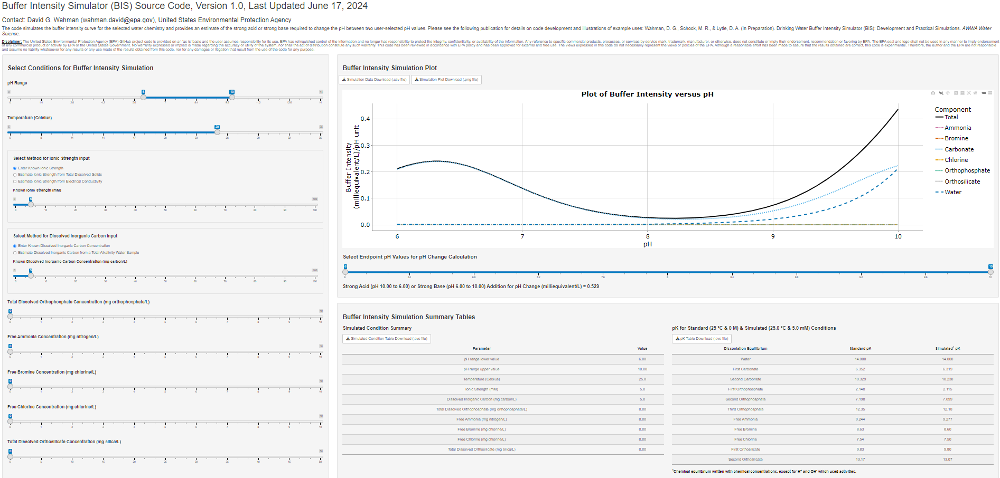 Buffer Intensity Simulator (BIS) Source Code, Version 1.0, Last Updated June 17, 2024
Contact: David G. Wahman (wahman.david@epa.gov), United States Environmental Protection Agency
The code simulates the buffer intensity curve for the selected water chemistry and provides an estimate of the strong acid or strong base required to change the pH between two user-selected pH values. Please see the following publication for details on code development and illustrations of example uses: Wahman, D. G., Schock, M. R., & Lytle, D. A. (In Preparation). Drinking Water Buffer Intensity Simulator (BIS): Development and Practical Simulations. AWWA Water
Science.
Disclaimer: The United States Environmental Protection Agency (EPA) GitHub project code is provided on an 'as is' basis and the user assumes responsibility for its use. EPA has relinquished control of the information and no longer has responsibility to protect the integrity, confidentiality, or availability of the information. Any reference to specific commercial products, processes, or services by service mark, trademark, manufacturer, or otherwise, does not constitute or imply their endorsement, recommendation or favoring by EPA. The EPA seal and logo shall not be used in any manner to imply endorsement
of any commercial product or activity by EPA or the United States Government. No warranty expressed or implied is made regarding the accuracy or utility of the system, nor shall the act of distribution constitute any such warranty. This code has been reviewed in accordance with EPA policy and has been approved for external and free use. The views expressed in this code do not necessarily represent the views or policies of the EPA. Although a reasonable effort has been made to assure that the results obtained are correct, this code is experimental. Therefore, the author and the EPA are not responsible
and assume no liability whatsoever for any results or any use made of the results obtained from this code, nor for any damages or litigation that result from the use of the code for any purpose.
Select Conditions for Buffer Intensity Simulation
pH Range
0 6 10 14
0 1.4 2.8 4.2 5.6 7 8.4 9.8 11.2 12.6 14
Temperature (Celsius)
5 25 35
5 8 11 14 17 20 23 26 29 32 35
Select Method for Ionic Strength Input
Enter Known Ionic Strength
Estimate Ionic Strength from Total Dissolved Solids
Estimate Ionic Strength from Electrical Conductivity
Known Ionic Strength (mM)
0 5 100
0 10 20 30 40 50 60 70 80 90 100
Select Method for Dissolved Inorganic Carbon Input
Enter Known Dissolved Inorganic Carbon Concentration
Estimate Dissolved Inorganic Carbon from a Total Alkalinity Water Sample
Known Dissolved Inorganic Carbon Concentration (mg carbon/L)
0 5 100
0 10 20 30 40 50 60 70 80 90 100
Total Dissolved Orthophosphate Concentration (mg orthophosphate/L)
0 10
0 1 2 3 4 5 6 7 8 9 10
Free Ammonia Concentration (mg nitrogen/L)
0 10
0 1 2 3 4 5 6 7 8 9 10
Free Bromine Concentration (mg chlorine/L)
0 10
0 1 2 3 4 5 6 7 8 9 10
Free Chlorine Concentration (mg chlorine/L)
0 10
0 1 2 3 4 5 6 7 8 9 10
Total Dissolved Orthosilicate Concentration (mg silica/L)
0 50
0 5 10 15 20 25 30 35 40 45 50
Buffer Intensity Simulation Plot
Simulation Data Download (.csv file) Simulation Plot Download (.png file)
Plot of Buffer Intensity versus pH
Buffer Intensity
(milliequivalent/L)/pH unit
0.4
0.3
0.2
0.1
0.0
6 7 8 9 10
pH
Component
Total
Ammonia
Bromine
Carbonate
Chlorine
Orthophosphate
Orthosilicate
Water
Select Endpoint pH Values for pH Change Calculation
6 10
6 6.4 6.8 7.2 7.6 8 8.4 8.8 9.2 9.6 10
Strong Acid (pH 10.00 to 6.00) or Strong Base (pH 6.00 to 10.00) Addition for pH Change (milliequivalent/L) = 0.529
Buffer Intensity Simulation Summary Tables
Simulated Condition Summary
Simulated Condition Table Download (.cvs file)
Parameter Value
pH range lower value 6.00
pH range upper value 10.00
Temperature (Celsius) 25.0
Ionic Strength (mM) 5.0
Dissolved Inorganic Carbon (mg carbon/L) 5.0
Total Dissolved Orthophosphate (mg orthophosphate/L) 0.00
Free Ammonia (mg nitrogen/L) 0.00
Free Bromine (mg chlorine/L) 0.00
Free Chlorine (mg chlorine/L) 0.00
Total Dissolved Orthosilicate (mg silica/L) 0.00
pK for Standard (25 °C & 0 M) & Simulated (25.0 °C & 5.0 mM) Conditions
pK Table Download (.cvs file)
Dissociation Equilibrium Standard pK Simulated¹ pK
Water 14.000 14.000
First Carbonate 6.352 6.319
Second Carbonate 10.329 10.230
First Orthophosphate 2.148 2.115
Second Orthophosphate 7.198 7.099
Third Orthophosphate 12.35 12.18
Free Ammonia 9.244 9.277
Free Bromine 8.63 8.60
Free Chlorine 7.54 7.50
First Orthosilicate 9.83 9.80
Second Orthosilicate 13.17 13.07
¹Chemical equilibrium written with chemical concentrations, except for H⁺ and OH⁻ which used activities.